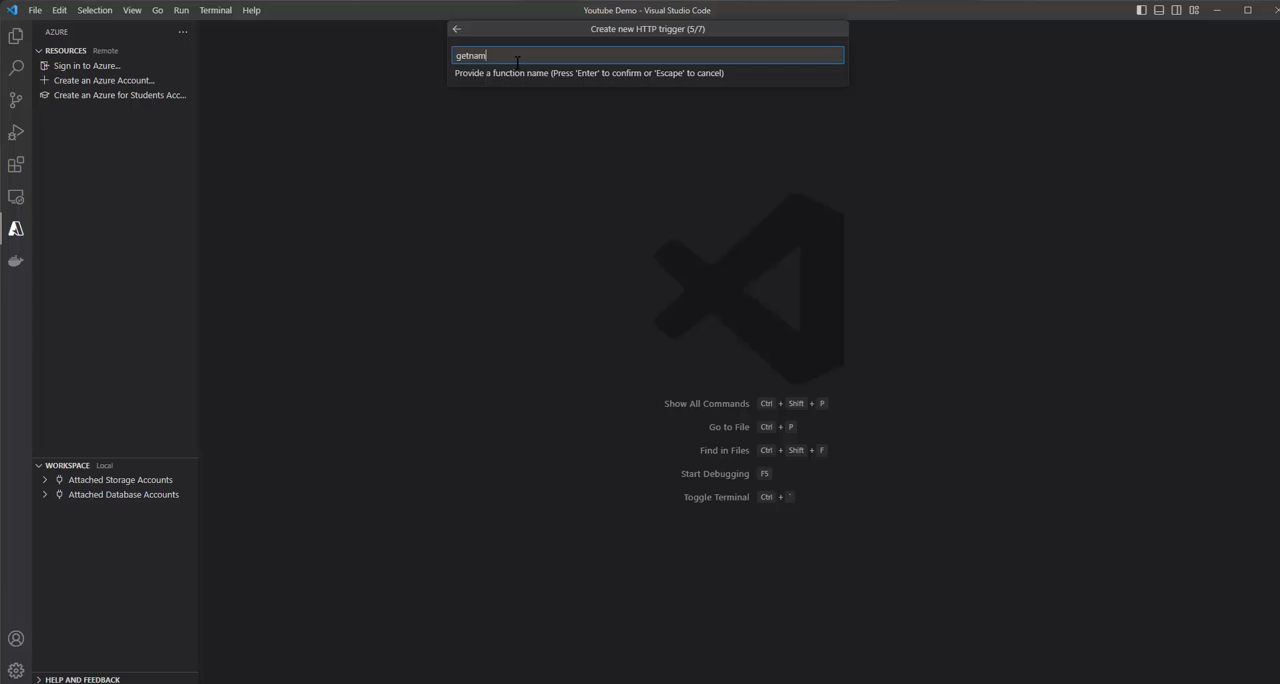 File Edit Selection View Go Run Terminal Help
Youtube Demo - Visual Studio Code
AZURE
RESOURCES Remote
Sign in to Azure...
Create an Azure Account...
Create an Azure for Students Acc...
Create new HTTP trigger (5/7)
getnam
Provide a function name (Press 'Enter' to confirm or 'Escape' to cancel)
Show All Commands Ctrl + Shift + P
Go to File Ctrl + P
Find in Files Ctrl + Shift + F
Start Debugging F5
Toggle Terminal Ctrl + `
WORKSPACE Local
Attached Storage Accounts
Attached Database Accounts
HELP AND FEEDBACK